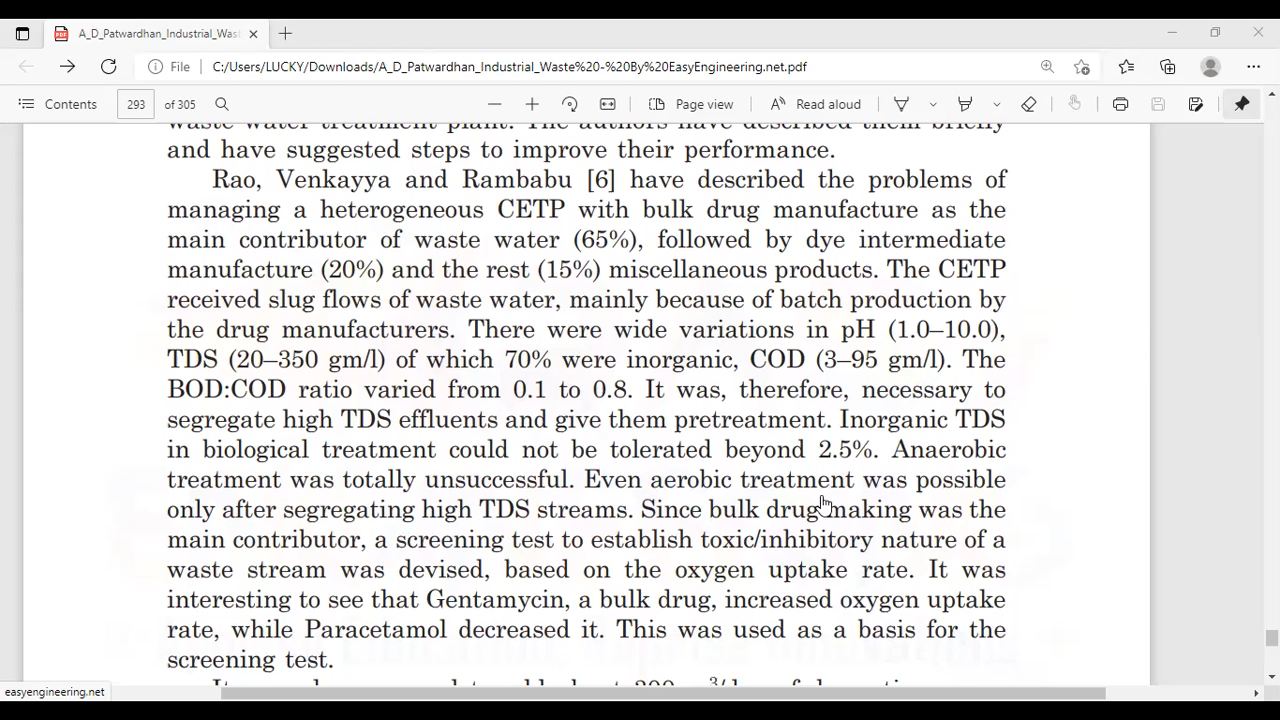 A_D_Patwardhan_Industrial_Was
File C:/Users/LUCKY/Downloads/A_D_Patwardhan_Industrial_Waste%20-%20By%20EasyEngineering.net.pdf
Contents 293 of 305 Page view Read aloud
waste water treatment plant. The authors have described them briefly
and have suggested steps to improve their performance.
Rao, Venkayya and Rambabu [6] have described the problems of
managing a heterogeneous CETP with bulk drug manufacture as the
main contributor of waste water (65%), followed by dye intermediate
manufacture (20%) and the rest (15%) miscellaneous products. The CETP
received slug flows of waste water, mainly because of batch production by
the drug manufacturers. There were wide variations in pH (1.0–10.0),
TDS (20–350 gm/l) of which 70% were inorganic, COD (3–95 gm/l). The
BOD:COD ratio varied from 0.1 to 0.8. It was, therefore, necessary to
segregate high TDS effluents and give them pretreatment. Inorganic TDS
in biological treatment could not be tolerated beyond 2.5%. Anaerobic
treatment was totally unsuccessful. Even aerobic treatment was possible
only after segregating high TDS streams. Since bulk drug making was the
main contributor, a screening test to establish toxic/inhibitory nature of a
waste stream was devised, based on the oxygen uptake rate. It was
interesting to see that Gentamycin, a bulk drug, increased oxygen uptake
rate, while Paracetamol decreased it. This was used as a basis for the
screening test.
easyengineering.net